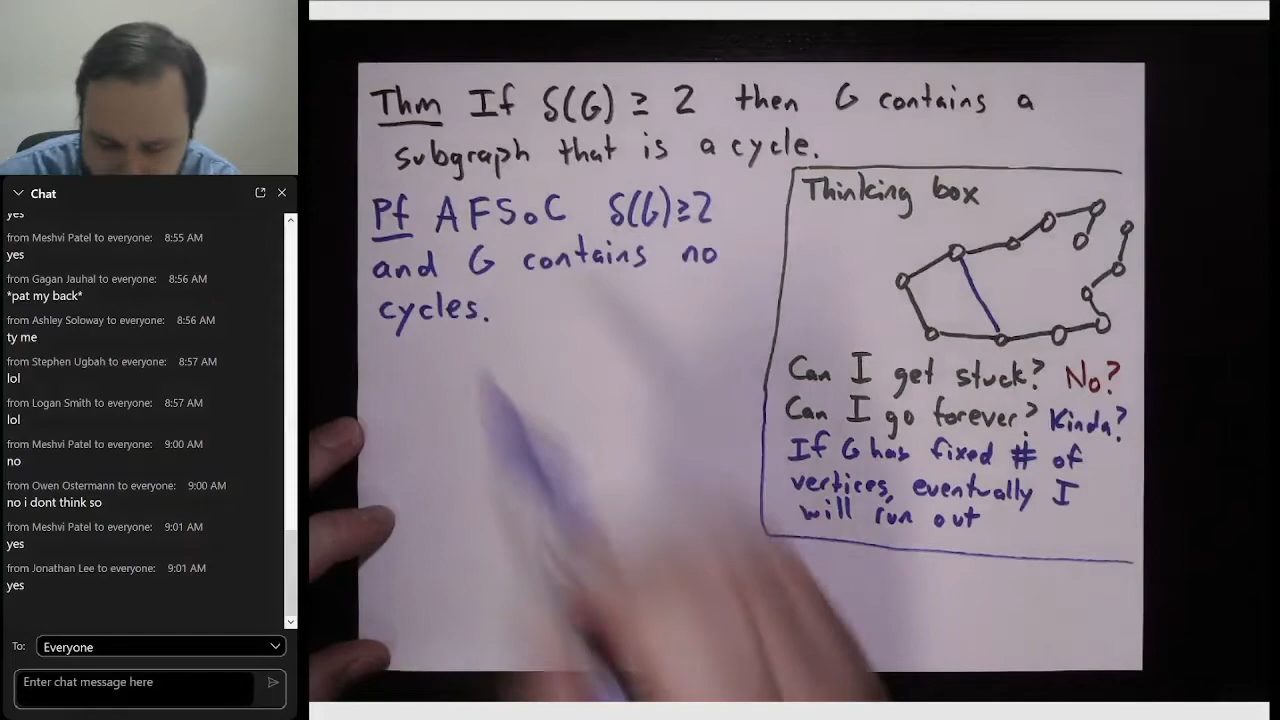 Chat
yes
from Meshvi Patel to everyone: 8:55 AM
yes
from Gagan Jauhal to everyone: 8:56 AM
*pat my back*
from Ashley Soloway to everyone: 8:56 AM
ty me
from Stephen Ugbah to everyone: 8:57 AM
lol
from Logan Smith to everyone: 8:57 AM
lol
from Meshvi Patel to everyone: 9:00 AM
no
from Owen Ostermann to everyone: 9:00 AM
no i dont think so
from Meshvi Patel to everyone: 9:01 AM
yes
from Jonathan Lee to everyone: 9:01 AM
yes
To: Everyone
Enter chat message here
Thm If δ(G) ≥ 2 then G contains a
subgraph that is a cycle.
Pf AFSoC δ(G)≥2
and G contains no
cycles.
Thinking box
Can I get stuck? No?
Can I go forever? Kinda?
If G has fixed # of
vertices, eventually I
will run out